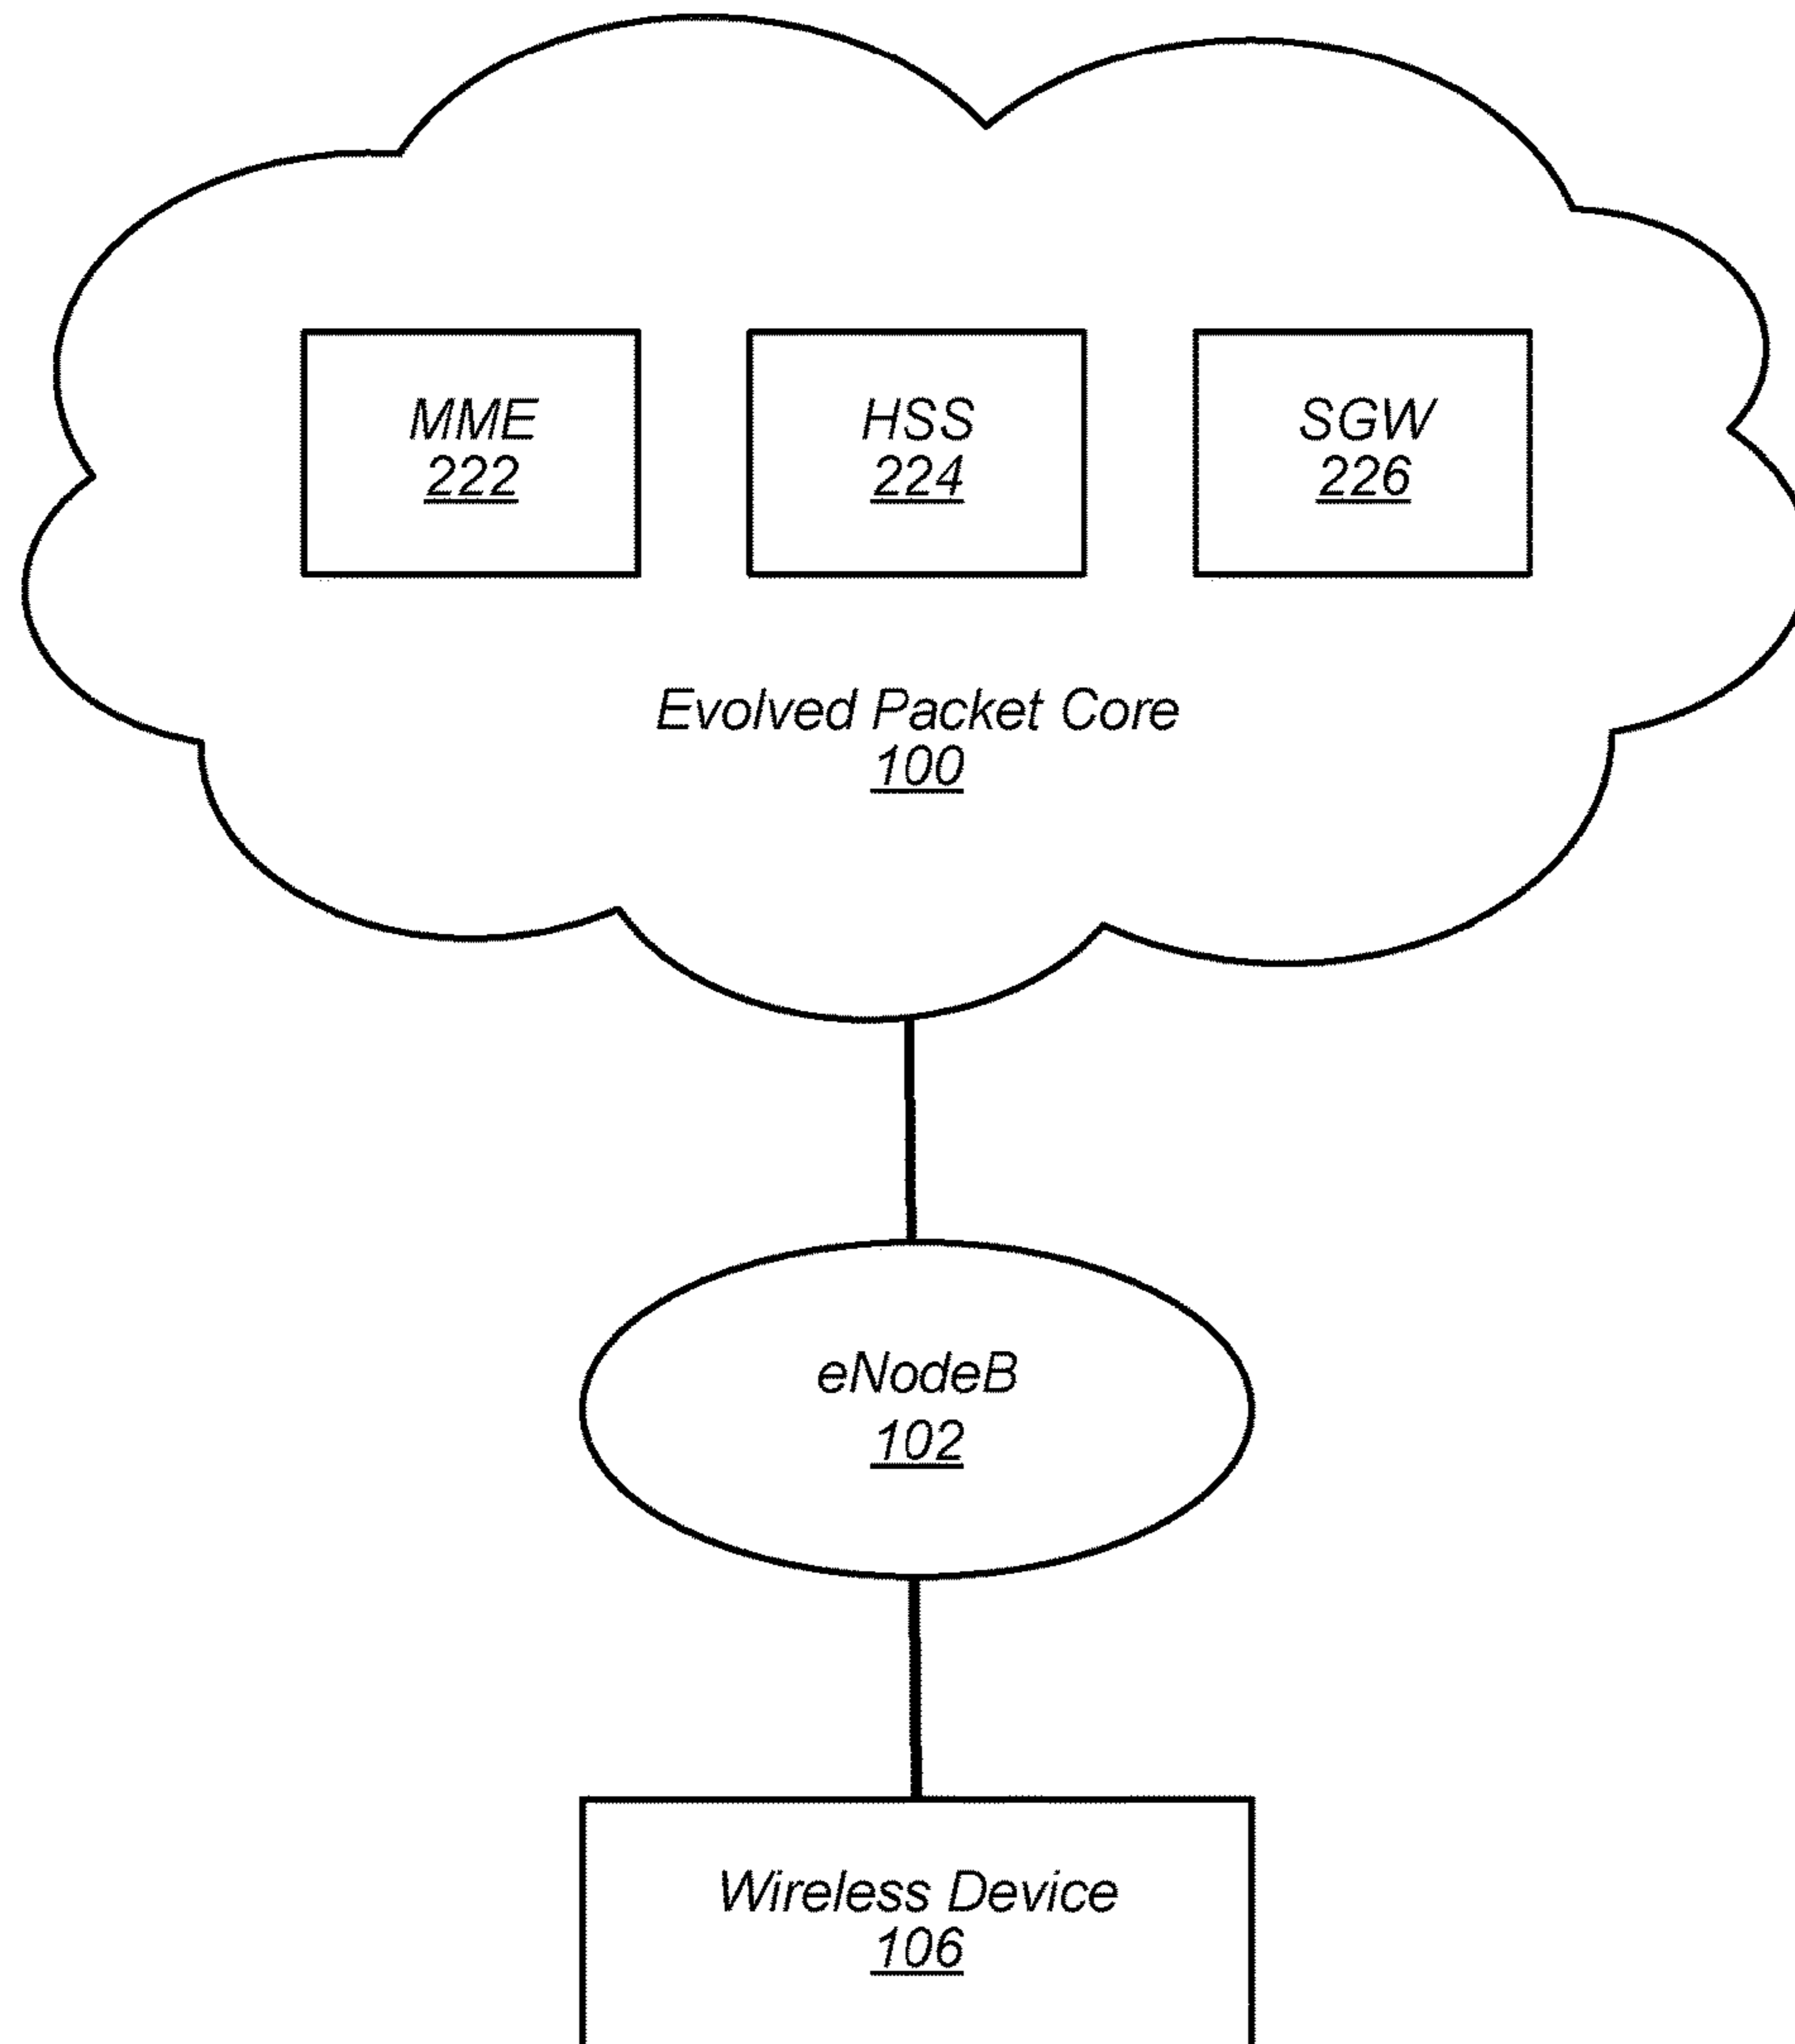 MME
222
HSS
224
SGW
226
Evolved Packet Core
100
eNodeB
102
Wireless Device
106